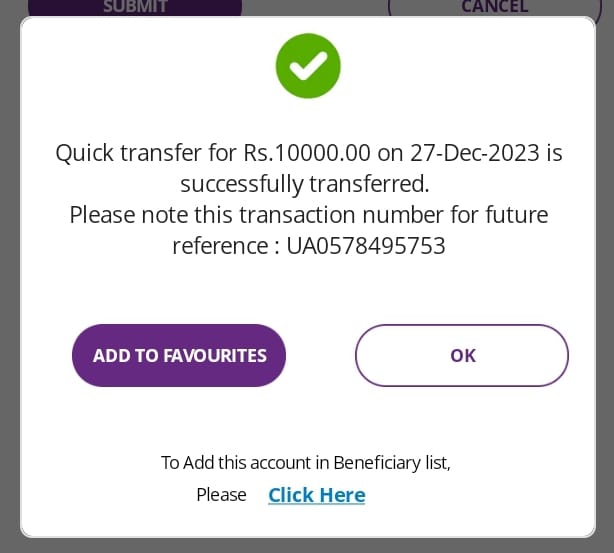 SUBMIT CANCEL
Quick transfer for Rs.10000.00 on 27-Dec-2023 is
successfully transferred.
Please note this transaction number for future
reference : UA0578495753
ADD TO FAVOURITES OK
To Add this account in Beneficiary list,
Please Click Here